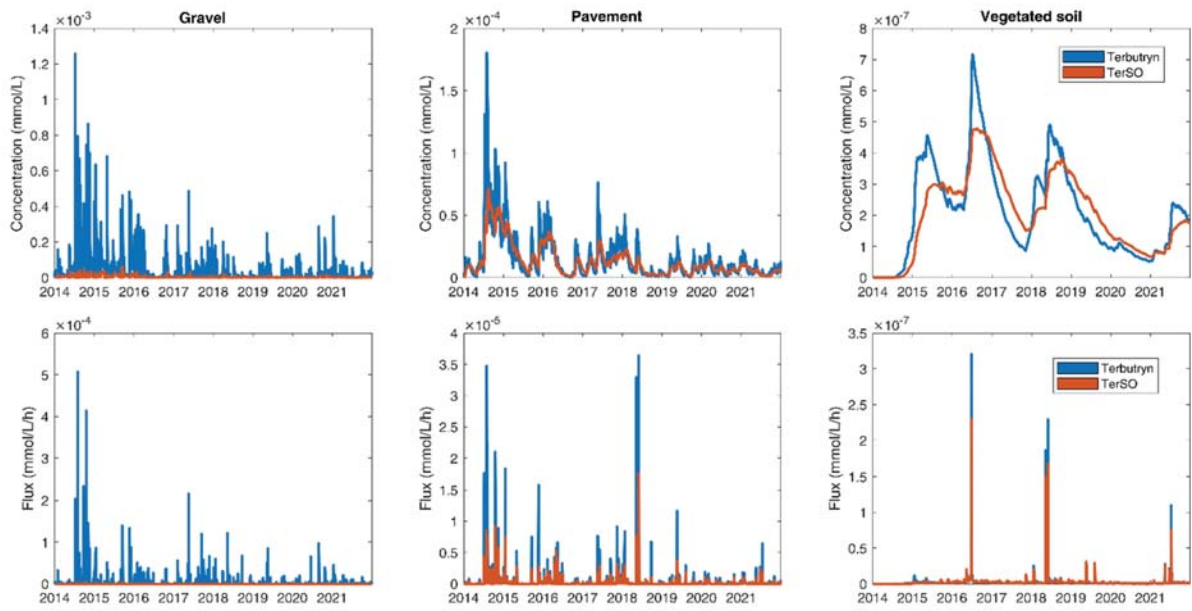 Gravel
×10⁻³
Concentration (mmol/L)
1.4
1.2
1
0.8
0.6
0.4
0.2
0
2014 2015 2016 2017 2018 2019 2020 2021
Pavement
×10⁻⁴
Concentration (mmol/L)
2
1.5
1
0.5
0
2014 2015 2016 2017 2018 2019 2020 2021
Vegetated soil
×10⁻⁷
Concentration (mmol/L)
8
7
6
5
4
3
2
1
0
2014 2015 2016 2017 2018 2019 2020 2021
Terbutryn
TerSO
×10⁻⁴
Flux (mmol/L/h)
6
5
4
3
2
1
0
2014 2015 2016 2017 2018 2019 2020 2021
×10⁻⁵
Flux (mmol/L/h)
4
3.5
3
2.5
2
1.5
1
0.5
0
2014 2015 2016 2017 2018 2019 2020 2021
×10⁻⁷
Flux (mmol/L/h)
3.5
3
2.5
2
1.5
1
0.5
0
2014 2015 2016 2017 2018 2019 2020 2021
Terbutryn
TerSO